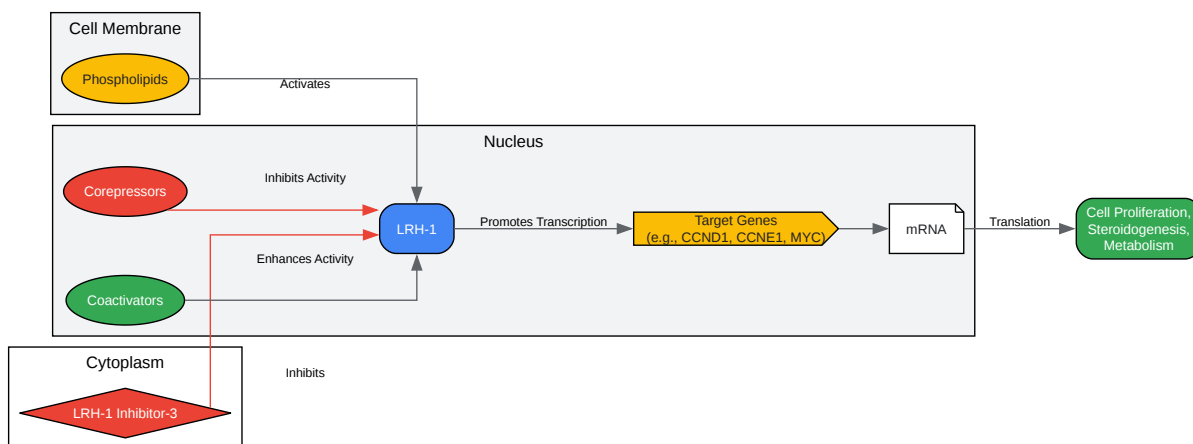 Cell Membrane
Phospholipids
Activates
Nucleus
Corepressors
Inhibits Activity
LRH-1
Promotes Transcription
Target Genes
(e.g., CCND1, CCNE1, MYC)
mRNA
Translation
Cell Proliferation,
Steroidogenesis,
Metabolism
Enhances Activity
Coactivators
Cytoplasm
Inhibits
LRH-1 Inhibitor-3